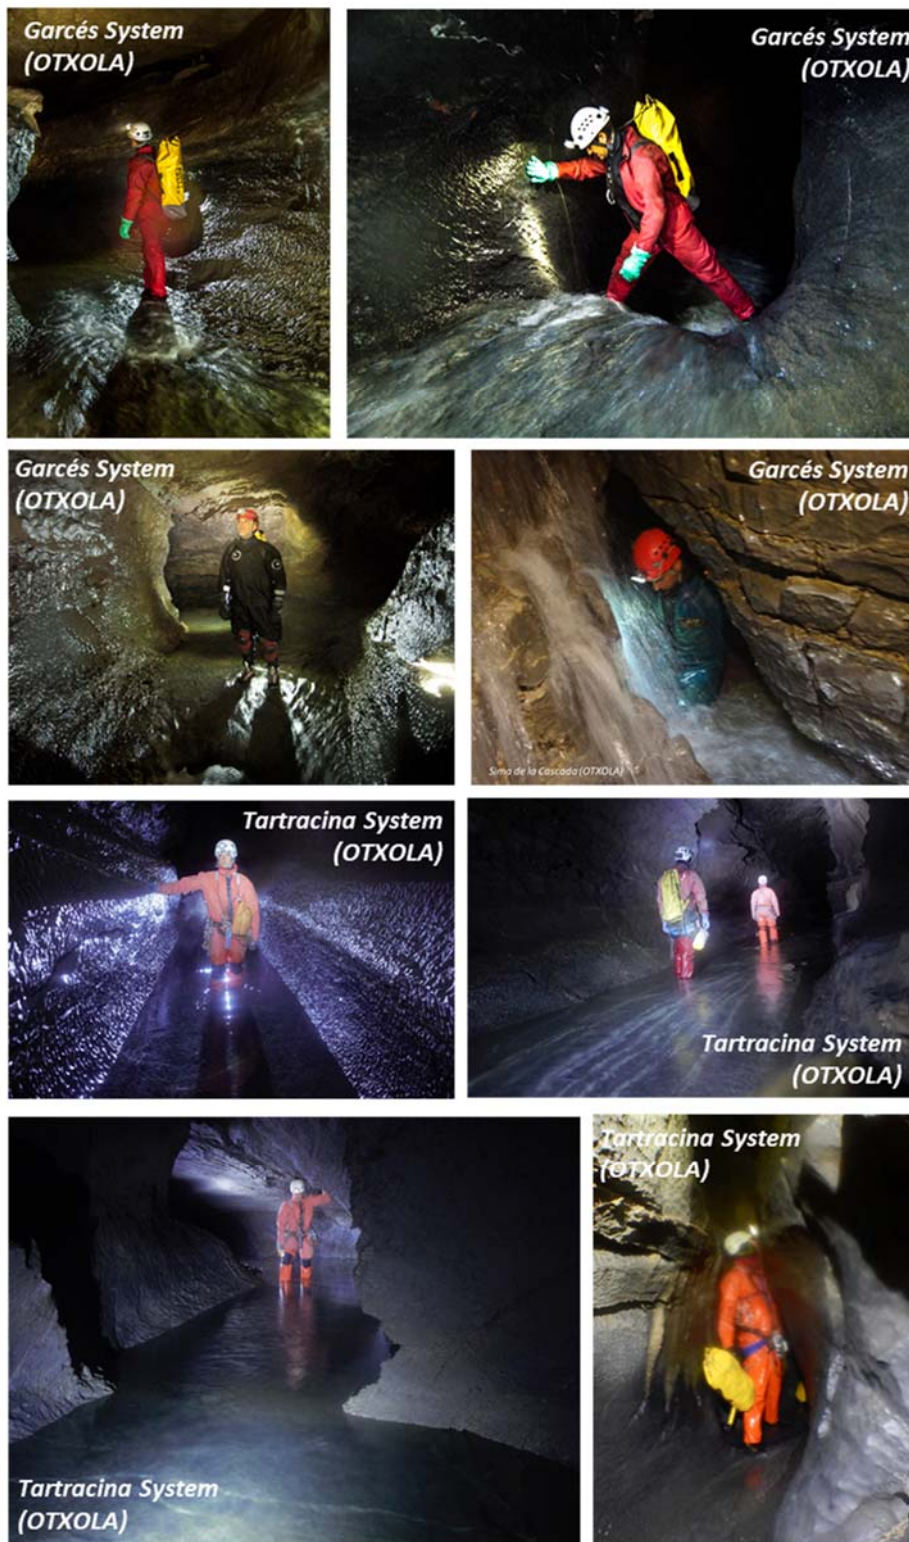 Garcés System
(OTXOLA)
Garcés System
(OTXOLA)
Garcés System
(OTXOLA)
Garcés System
(OTXOLA)
Sima de la Cascada (OTXOLA)
Tartracina System
(OTXOLA)
Tartracina System
(OTXOLA)
Tartracina System
(OTXOLA)
Tartracina System
(OTXOLA)